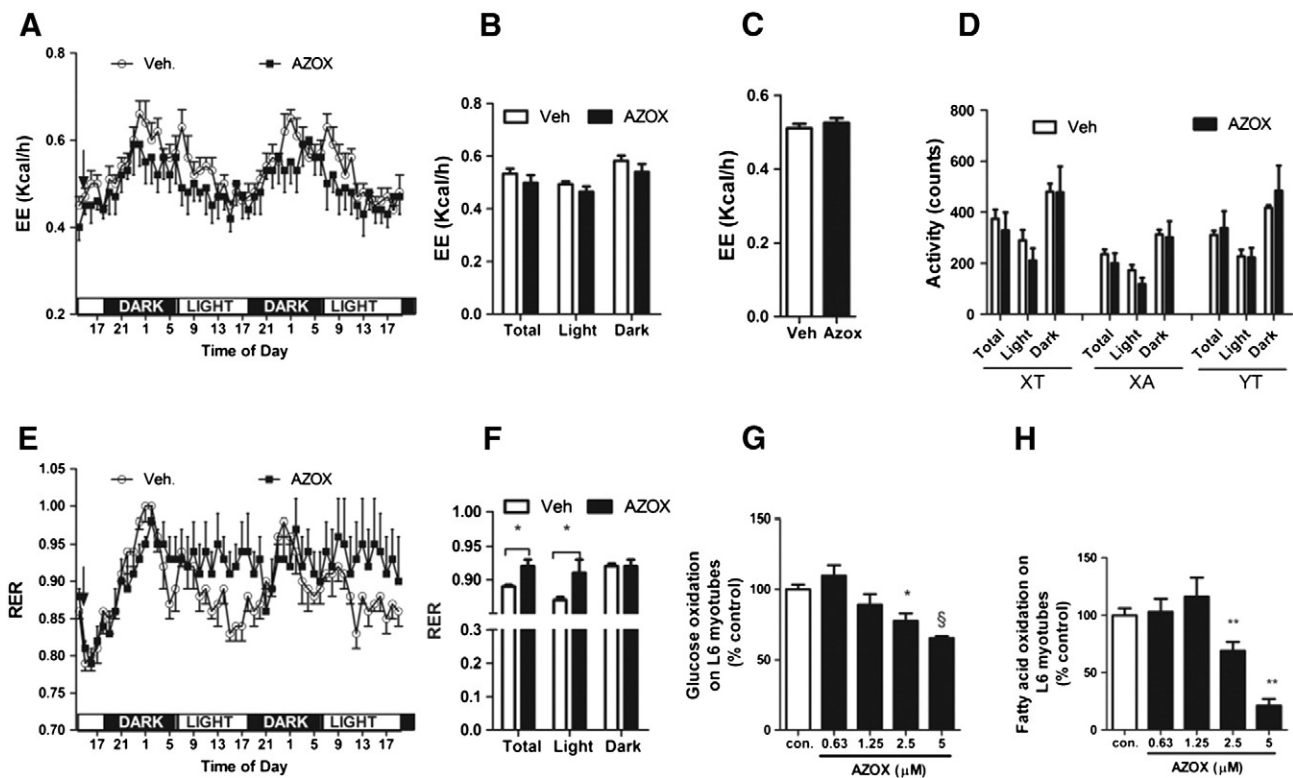 A
B
C
D
Veh.
AZOX
EE (Kcal/h)
0.8
0.6
0.4
0.2
DARK
LIGHT
DARK
LIGHT
17 21 1 5 9 13 17 21 1 5 9 13 17
Time of Day
Veh
AZOX
EE (Kcal/h)
0.8
0.6
0.4
0.2
0.0
Total Light Dark
EE (Kcal/h)
0.6
0.4
0.2
0.0
Veh Azox
Veh
AZOX
Activity (counts)
800
600
400
200
0
Total Light Dark Total Light Dark Total Light Dark
XT XA YT
E
F
G
H
Veh.
AZOX
RER
1.05
1.00
0.95
0.90
0.85
0.80
0.75
0.70
DARK
LIGHT
DARK
LIGHT
17 21 1 5 9 13 17 21 1 5 9 13 17
Time of Day
Veh
AZOX
RER
1.00
0.95
0.90
0.3
0.2
0.1
0.0
* *
Total Light Dark
Glucose oxidation
on L6 myotubes
(% control)
150
100
50
0
* §
con. 0.63 1.25 2.5 5
AZOX (μM)
Fatty acid oxidation on
L6 myotubes
(% control)
150
100
50
0
** **
con. 0.63 1.25 2.5 5
AZOX (μM)